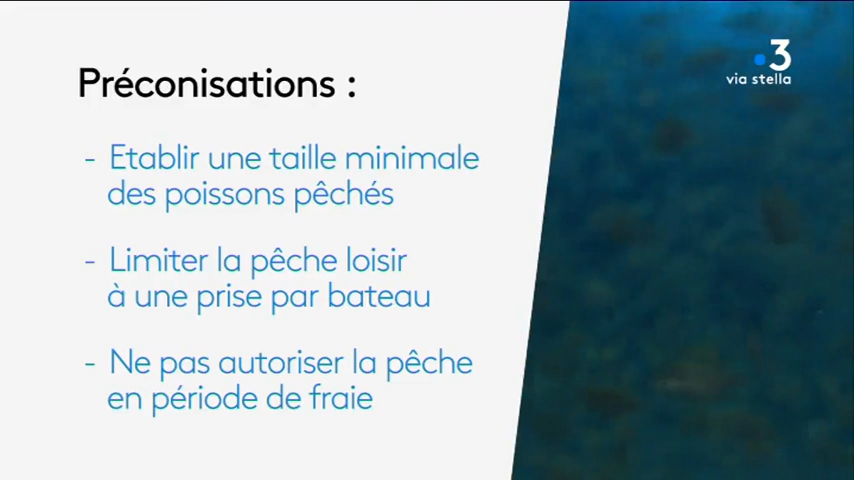 Préconisations :
- Etablir une taille minimale
des poissons pêchés
- Limiter la pêche loisir
à une prise par bateau
- Ne pas autoriser la pêche
en période de fraie
3
via stella